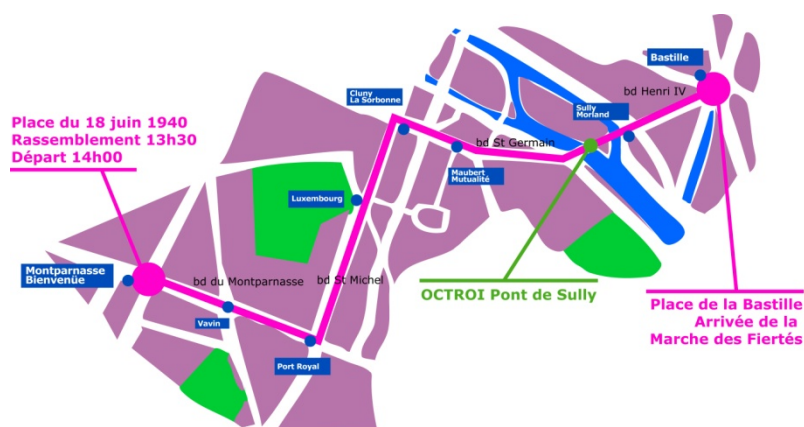 Place du 18 juin 1940
Rassemblement 13h30
Départ 14h00
Montparnasse
Bienvenüe
bd du Montparnasse
Vavin
Port Royal
bd St Michel
Luxembourg
Cluny
La Sorbonne
bd St Germain
Maubert
Mutualité
OCTROI Pont de Sully
Sully
Morland
bd Henri IV
Bastille
Place de la Bastille
Arrivée de la
Marche des Fiertés